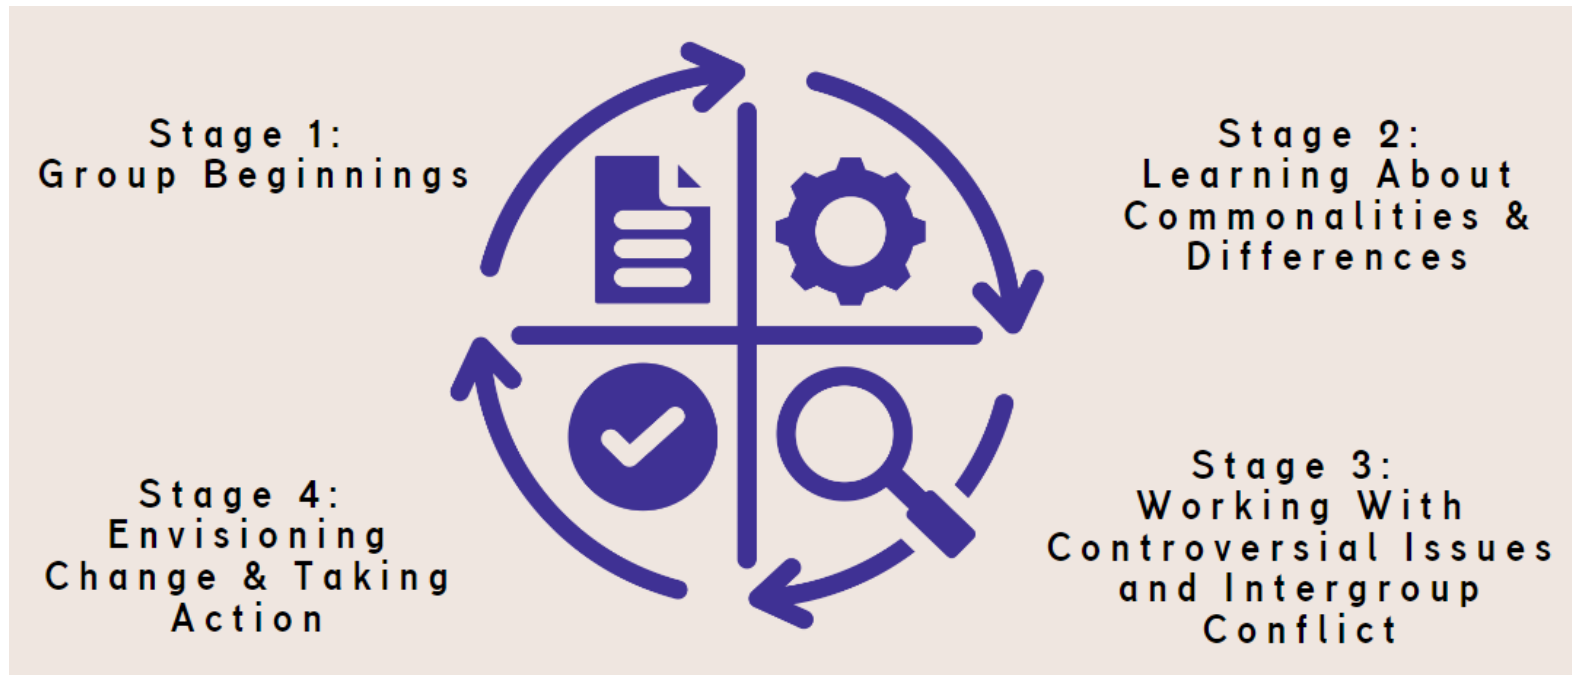 Stage 1:
Group Beginnings
Stage 2:
Learning About
Commonalities &
Differences
Stage 3:
Working With
Controversial Issues
and Intergroup
Conflict
Stage 4:
Envisioning
Change & Taking
Action